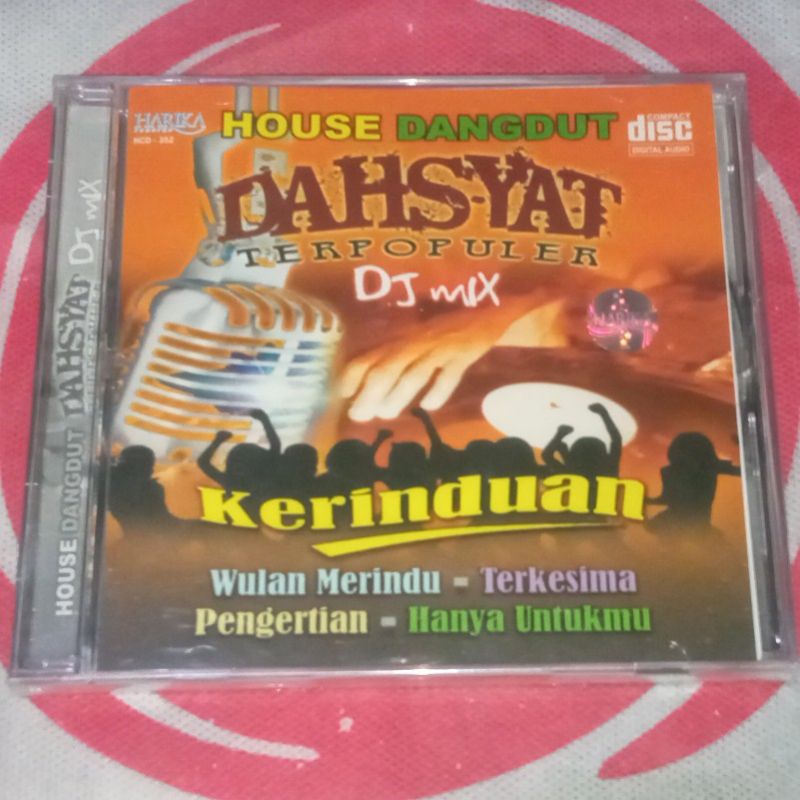 HARIKA
HCD - 352
HOUSE DANGDUT
COMPACT
disc
DIGITAL AUDIO
DAHSYAT
TERPOPULER
DJ mIX
Kerinduan
Wulan Merindu - Terkesima
Pengertian - Hanya Untukmu
HOUSE DANGDUT DAHSYAT DJ mIX